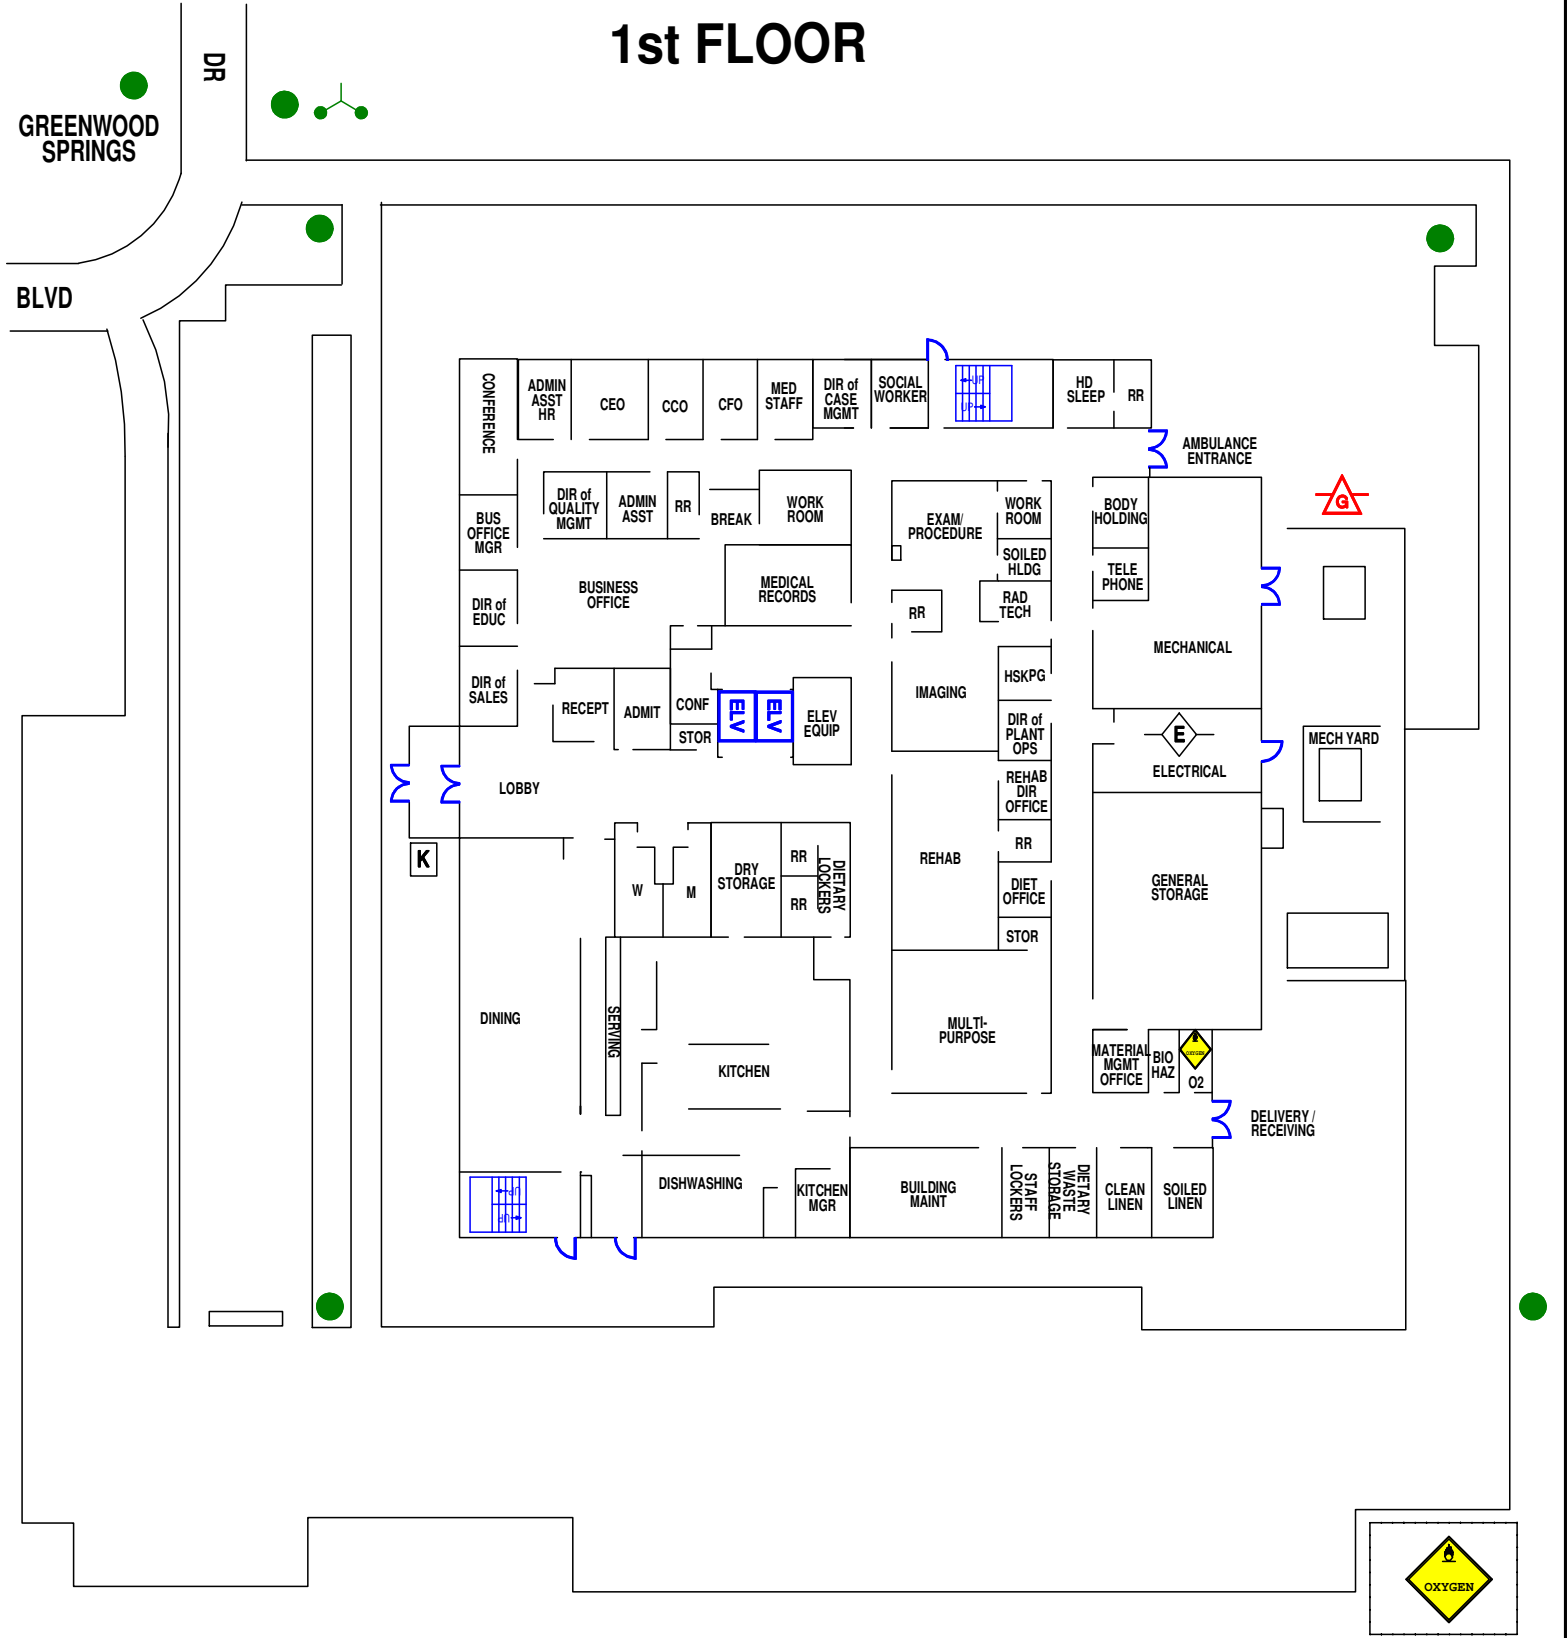 1st FLOOR
DR
GREENWOOD
SPRINGS
BLVD
CONFERENCE
ADMIN
ASST
HR
CEO
CCO
CFO
MED
STAFF
DIR of
CASE
MGMT
SOCIAL
WORKER
UP
UP
HD
SLEEP
RR
AMBULANCE
ENTRANCE
BUS
OFFICE
MGR
DIR of
QUALITY
MGMT
ADMIN
ASST
RR
BREAK
WORK
ROOM
EXAM/
PROCEDURE
WORK
ROOM
SOILED
HLDG
BODY
HOLDING
G
DIR of
EDUC
BUSINESS
OFFICE
MEDICAL
RECORDS
RR
RAD
TECH
TELE
PHONE
MECHANICAL
DIR of
SALES
RECEPT
ADMIT
CONF
STOR
ELV
ELV
ELEV
EQUIP
IMAGING
HSKPG
DIR of
PLANT
OPS
E
ELECTRICAL
MECH YARD
LOBBY
REHAB
DIR
OFFICE
K
W
M
DRY
STORAGE
RR
RR
DIETARY
LOCKERS
REHAB
RR
DIET
OFFICE
STOR
GENERAL
STORAGE
DINING
SERVING
KITCHEN
MULTI-
PURPOSE
MATERIAL
MGMT
OFFICE
BIO
HAZ
OXYGEN
O2
DELIVERY /
RECEIVING
UP
UP
DISHWASHING
KITCHEN
MGR
BUILDING
MAINT
STAFF
LOCKERS
DIETARY
WASTE
STORAGE
CLEAN
LINEN
SOILED
LINEN
OXYGEN